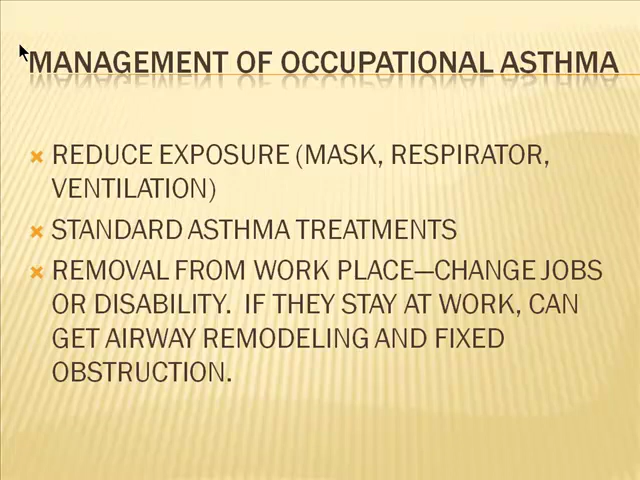 MANAGEMENT OF OCCUPATIONAL ASTHMA
REDUCE EXPOSURE (MASK, RESPIRATOR,
VENTILATION)
STANDARD ASTHMA TREATMENTS
REMOVAL FROM WORK PLACE—CHANGE JOBS
OR DISABILITY. IF THEY STAY AT WORK, CAN
GET AIRWAY REMODELING AND FIXED
OBSTRUCTION.